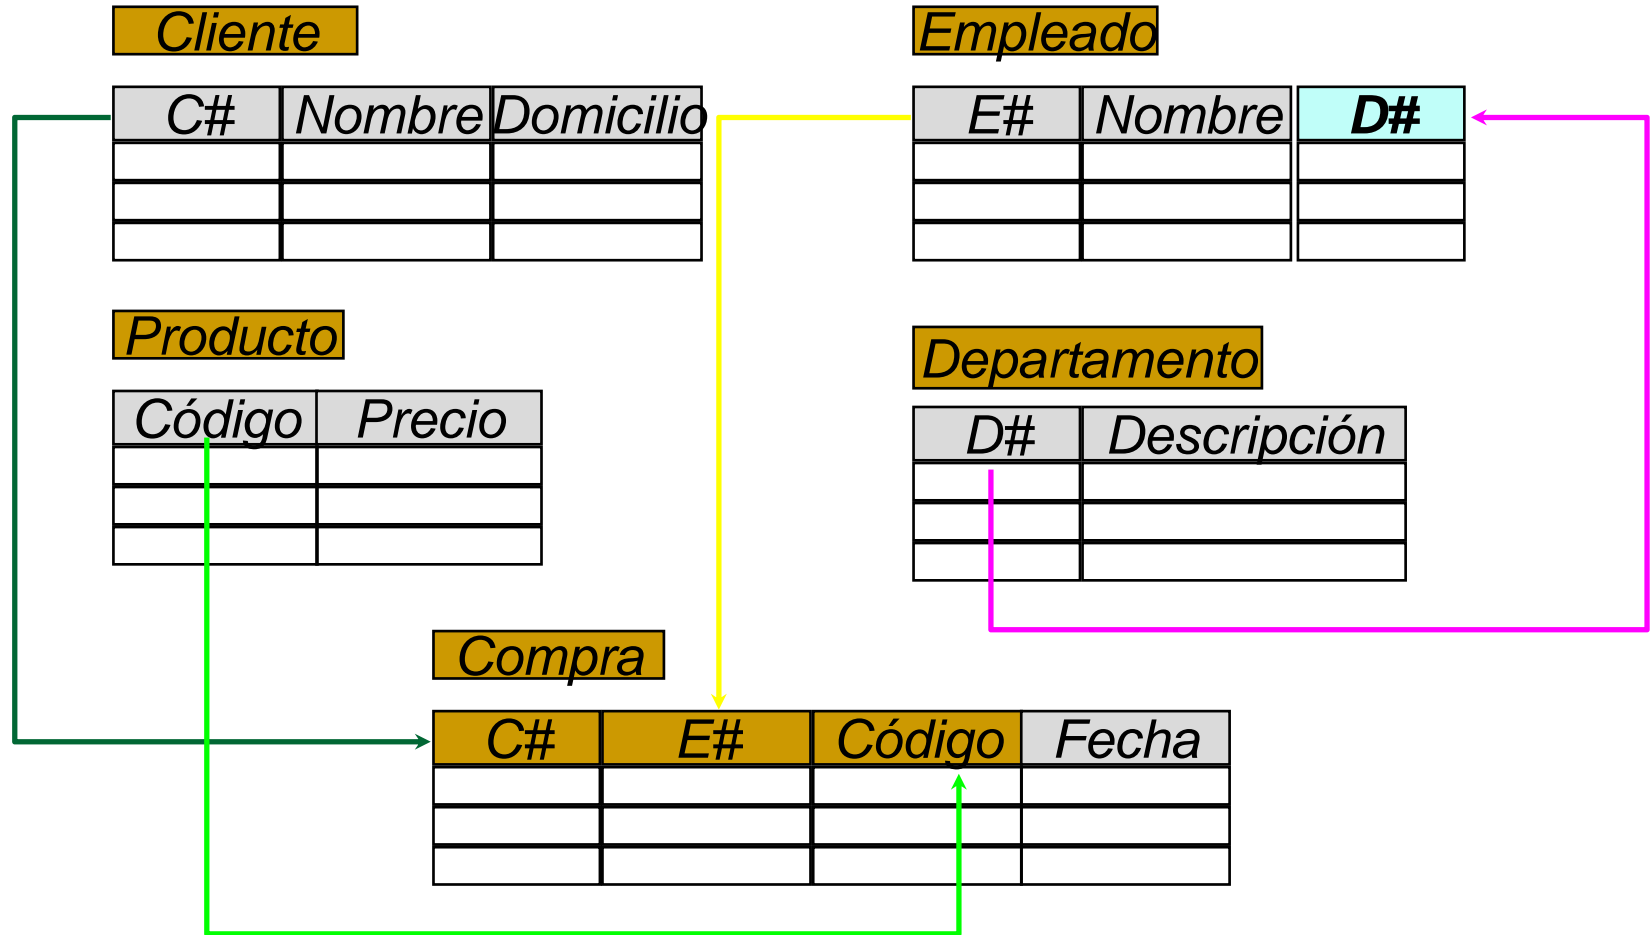 Cliente
C# Nombre Domicilio
Empleado
E# Nombre D#
Producto
Código Precio
Departamento
D# Descripción
Compra
C# E# Código Fecha